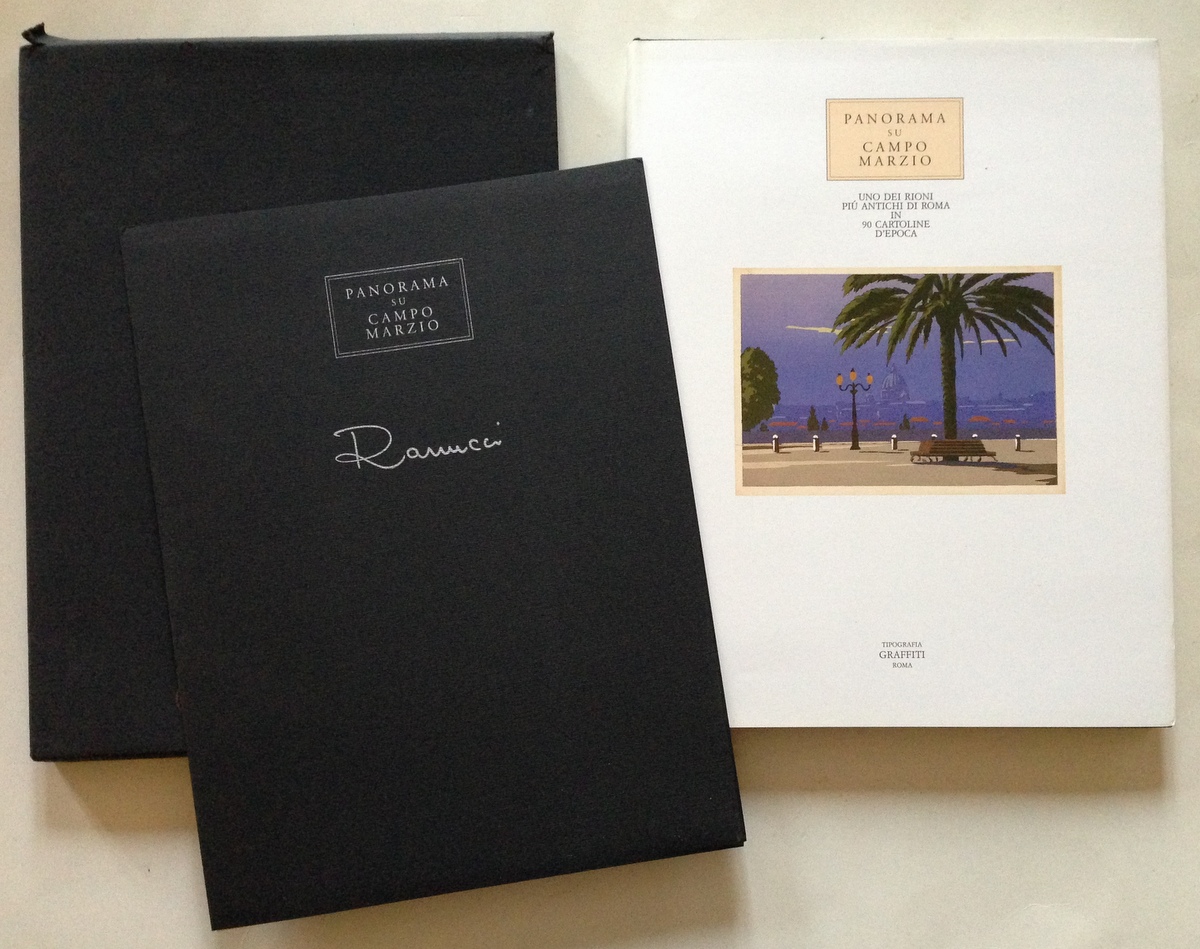 PANORAMA
SU
CAMPO
MARZIO
Ranucci
PANORAMA
SU
CAMPO
MARZIO
UNO DEI RIONI
PIÚ ANTICHI DI ROMA
IN
90 CARTOLINE
D'EPOCA
TIPOGRAFIA
GRAFFITI
ROMA